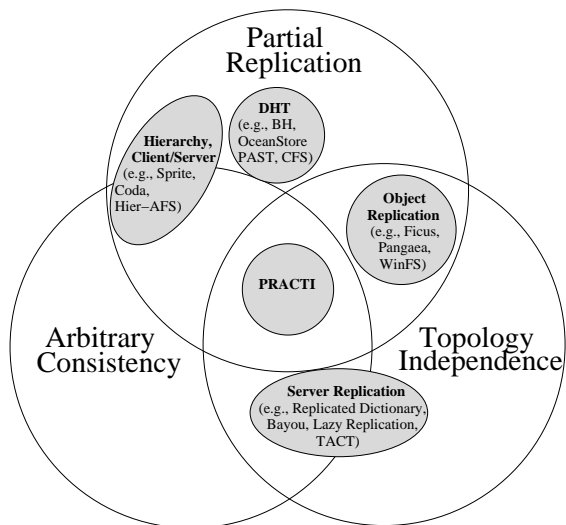 Partial
Replication
DHT
(e.g., BH,
OceanStore
PAST, CFS)
Hierarchy,
Client/Server
(e.g., Sprite,
Coda,
Hier−AFS)
Object
Replication
(e.g., Ficus,
Pangaea,
WinFS)
PRACTI
Arbitrary
Consistency
Topology
Independence
Server Replication
(e.g., Replicated Dictionary,
Bayou, Lazy Replication,
TACT)